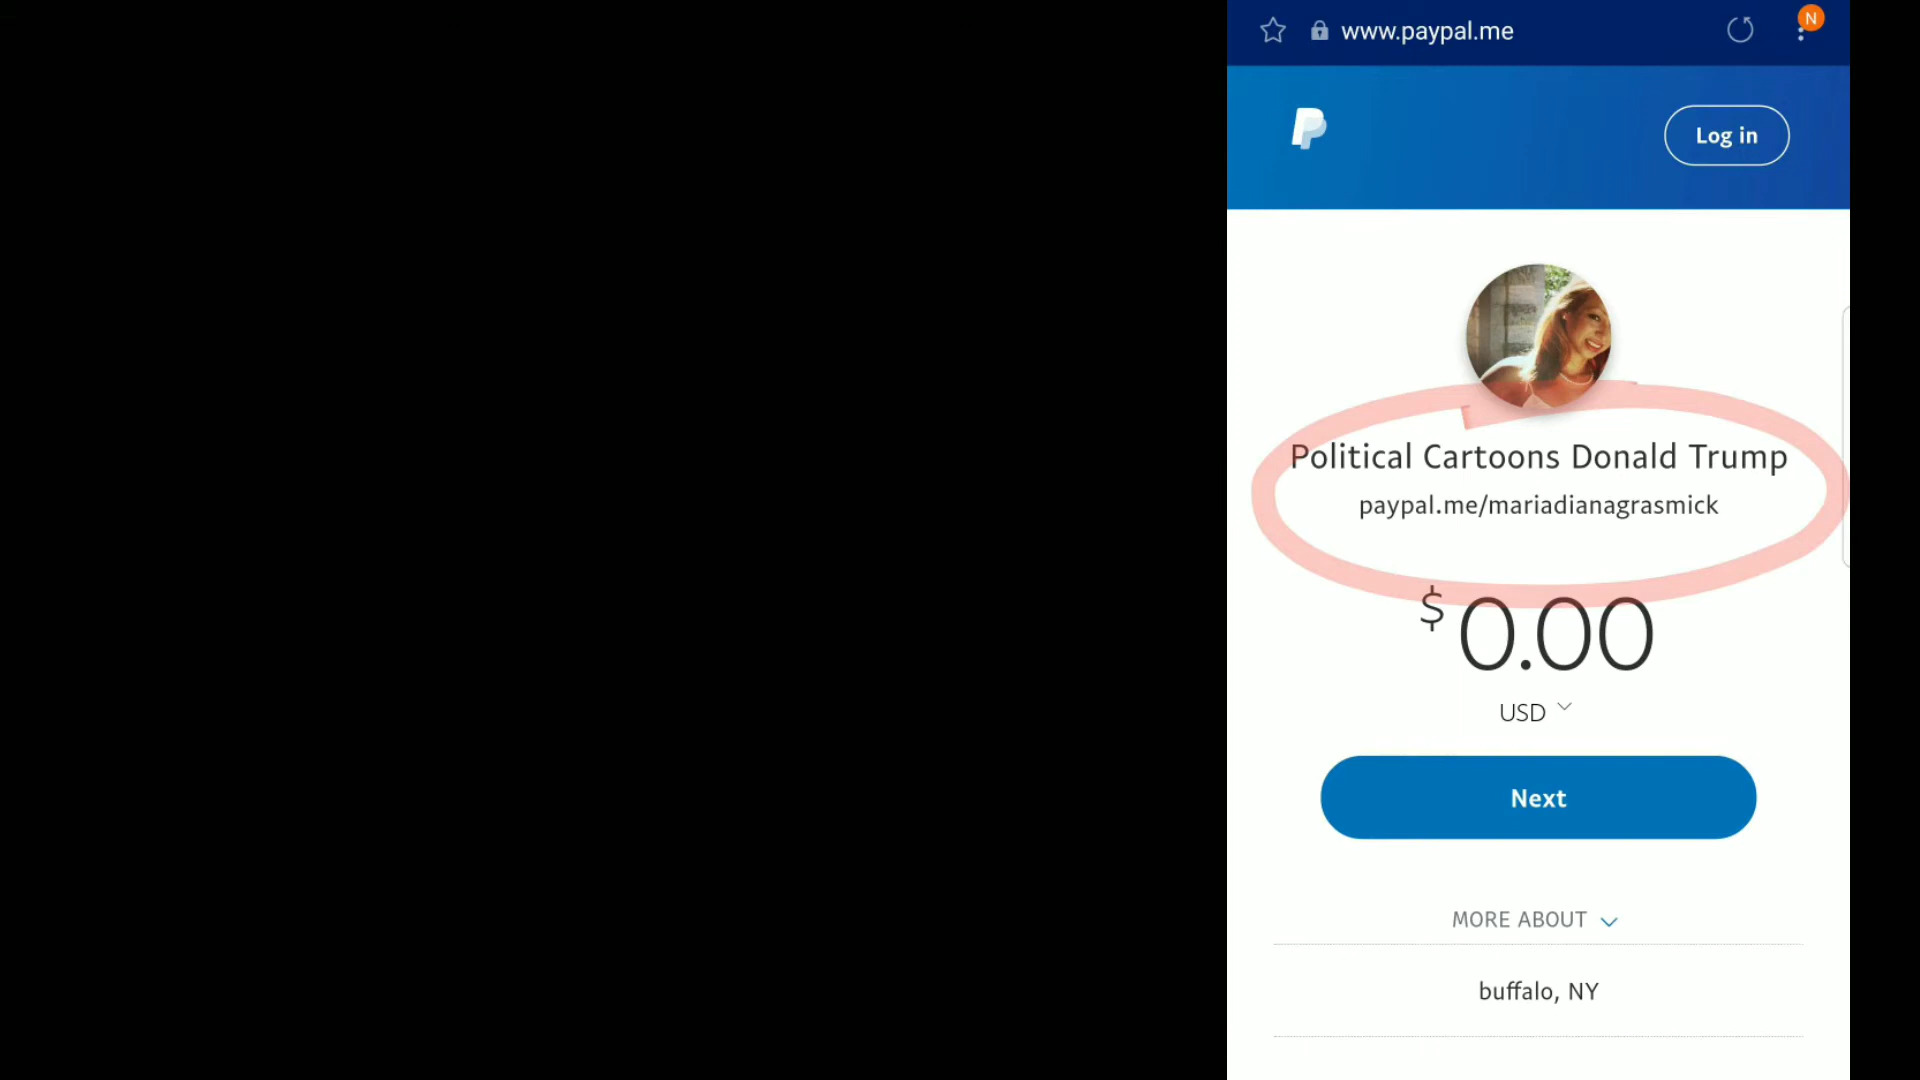 www.paypal.me
N
Log in
Political Cartoons Donald Trump
paypal.me/mariadianagrasmick
$ 0.00
USD
Next
MORE ABOUT
buffalo, NY